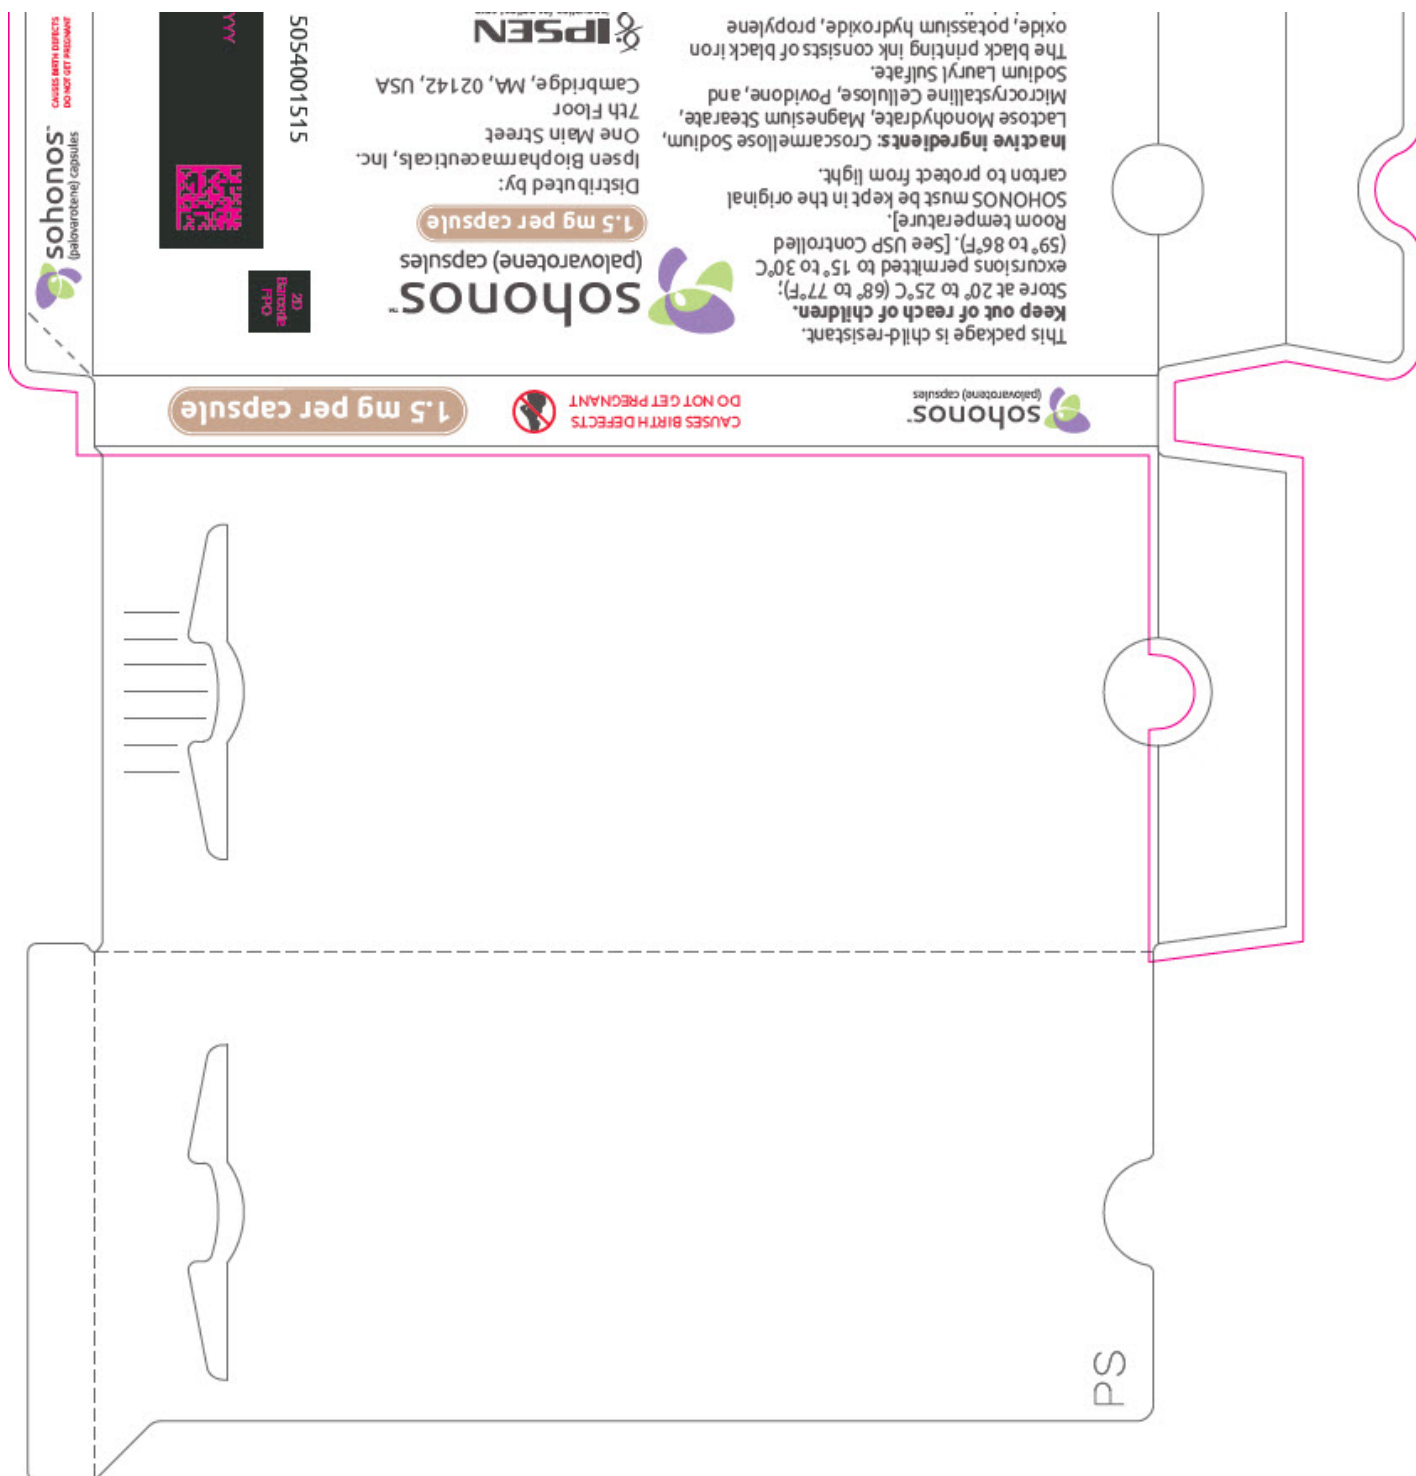 sohonos™
(palovarotene) capsules
CAUSES BIRTH DEFECTS
DO NOT GET PREGNANT
1.5 mg per capsule
This package is child-resistant.
Keep out of reach of children.
Store at 20° to 25°C (68° to 77°F);
excursions permitted to 15° to 30°C
(59° to 86°F). [See USP Controlled
Room temperature].
SOHONOS must be kept in the original
carton to protect from light.
Inactive ingredients: Croscarmellose Sodium,
Lactose Monohydrate, Magnesium Stearate,
Microcrystalline Cellulose, Povidone, and
Sodium Lauryl Sulfate.
The black printing ink consists of black iron
oxide, potassium hydroxide, propylene
sohonos™
(palovarotene) capsules
1.5 mg per capsule
Distributed by:
Ipsen Biopharmaceuticals, Inc.
One Main Street
7th Floor
Cambridge, MA, 02142, USA
IPSEN
2D
Barcode
FPO
5054001515
YYY
sohonos™
(palovarotene) capsules
CAUSES BIRTH DEFECTS
DO NOT GET PREGNANT
PS